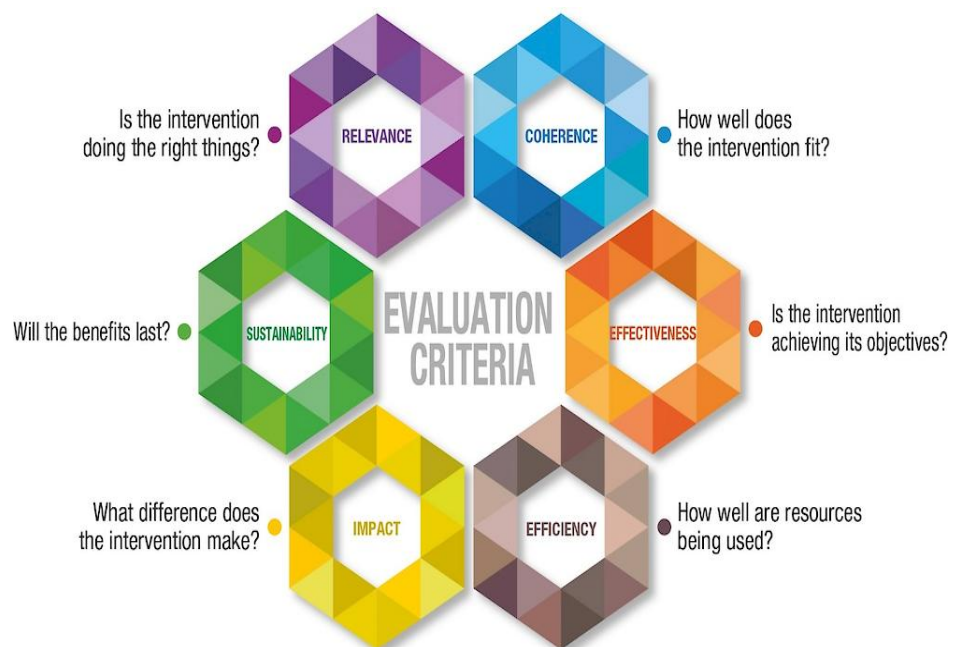 Is the intervention
doing the right things?
RELEVANCE
COHERENCE
How well does
the intervention fit?
Will the benefits last?
SUSTAINABILITY
EVALUATION
CRITERIA
EFFECTIVENESS
Is the intervention
achieving its objectives?
What difference does
the intervention make?
IMPACT
EFFICIENCY
How well are resources
being used?